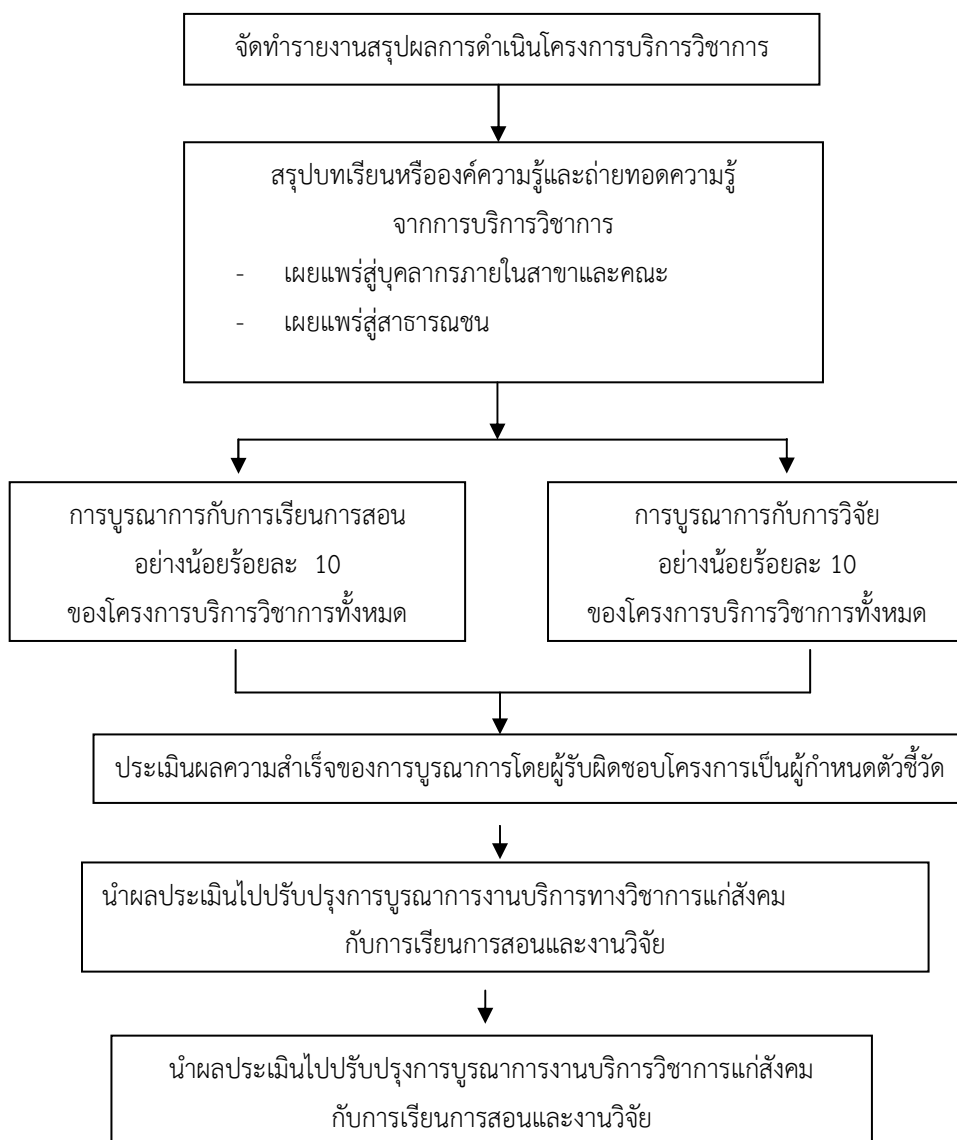 จัดทำรายงานสรุปผลการดำเนินโครงการบริการวิชาการ
สรุปบทเรียนหรือองค์ความรู้และถ่ายทอดความรู้
จากการบริการวิชาการ
- เผยแพร่สู่บุคลากรภายในสาขาและคณะ
- เผยแพร่สู่สาธารณชน
การบูรณาการกับการเรียนการสอน
อย่างน้อยร้อยละ 10
ของโครงการบริการวิชาการทั้งหมด
การบูรณาการกับการวิจัย
อย่างน้อยร้อยละ 10
ของโครงการบริการวิชาการทั้งหมด
ประเมินผลความสำเร็จของการบูรณาการโดยผู้รับผิดชอบโครงการเป็นผู้กำหนดตัวชี้วัด
นำผลประเมินไปปรับปรุงการบูรณาการงานบริการทางวิชาการแก่สังคม
กับการเรียนการสอนและงานวิจัย
นำผลประเมินไปปรับปรุงการบูรณาการงานบริการวิชาการแก่สังคม
กับการเรียนการสอนและงานวิจัย